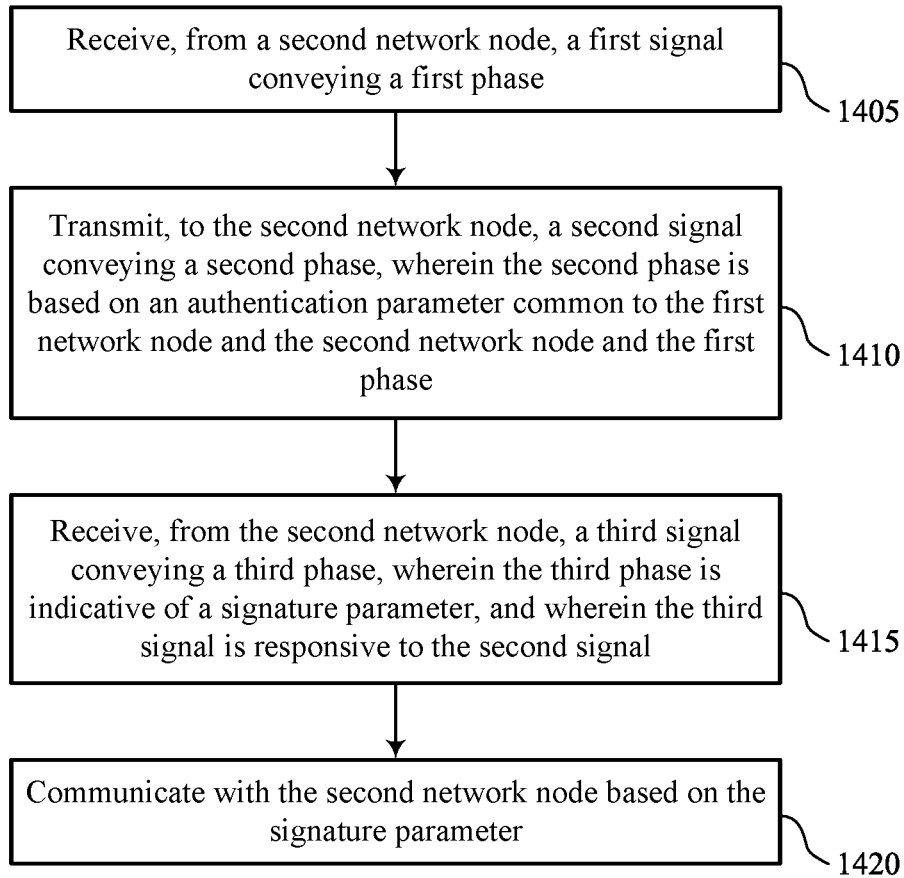 Receive, from a second network node, a first signal
conveying a first phase
1405
Transmit, to the second network node, a second signal
conveying a second phase, wherein the second phase is
based on an authentication parameter common to the first
network node and the second network node and the first
phase
1410
Receive, from the second network node, a third signal
conveying a third phase, wherein the third phase is
indicative of a signature parameter, and wherein the third
signal is responsive to the second signal
1415
Communicate with the second network node based on the
signature parameter
1420